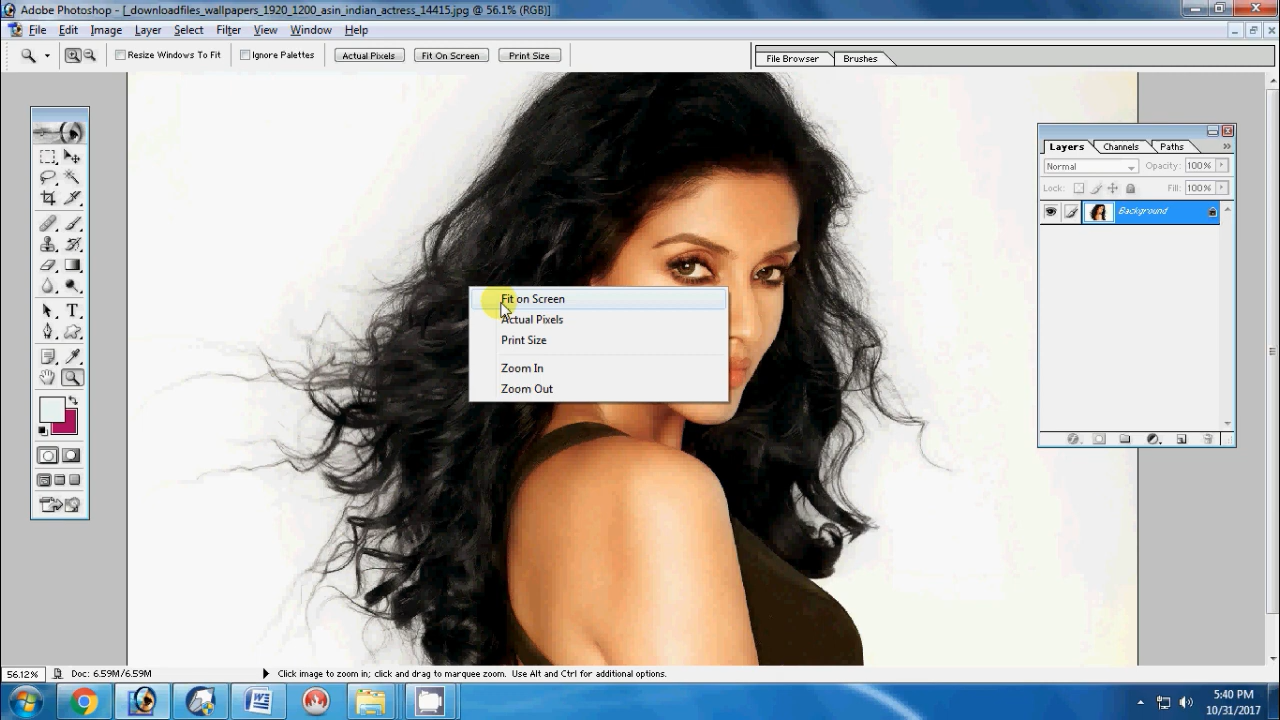 Adobe Photoshop - [_downloadfiles_wallpapers_1920_1200_asin_indian_actress_14415.jpg @ 56.1% (RGB)]
File Edit Image Layer Select Filter View Window Help
Resize Windows To Fit Ignore Palettes Actual Pixels Fit On Screen Print Size File Browser Brushes
Layers Channels Paths
Normal Opacity: 100%
Lock: Fill: 100%
Background
Fit on Screen
Actual Pixels
Print Size
Zoom In
Zoom Out
56.12% Doc: 6.59M/6.59M Click image to zoom in; click and drag to marquee zoom. Use Alt and Ctrl for additional options.
5:40 PM
10/31/2017